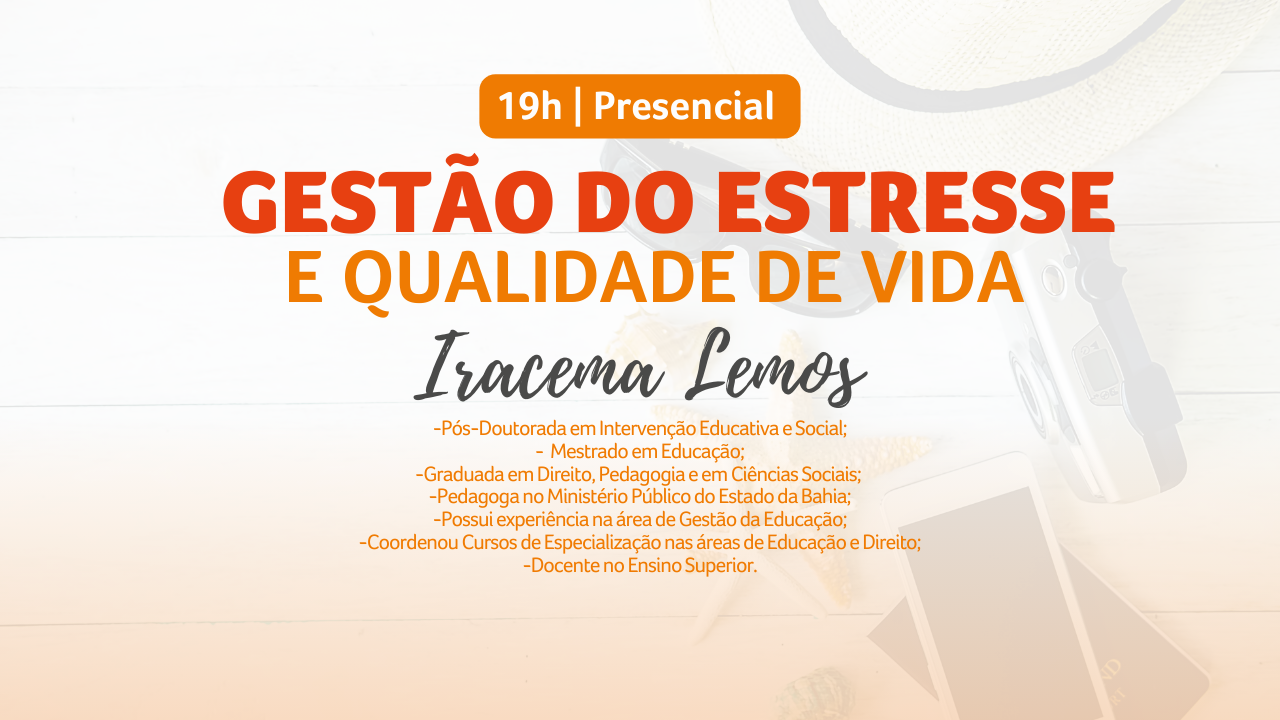 19h | Presencial
GESTÃO DO ESTRESSE
E QUALIDADE DE VIDA
Iracema Lemos
-Pós-Doutorada em Intervenção Educativa e Social;
- Mestrado em Educação;
-Graduada em Direito, Pedagogia e em Ciências Sociais;
-Pedagoga no Ministério Público do Estado da Bahia;
-Possui experiência na área de Gestão da Educação;
-Coordenou Cursos de Especialização nas áreas de Educação e Direito;
-Docente no Ensino Superior.